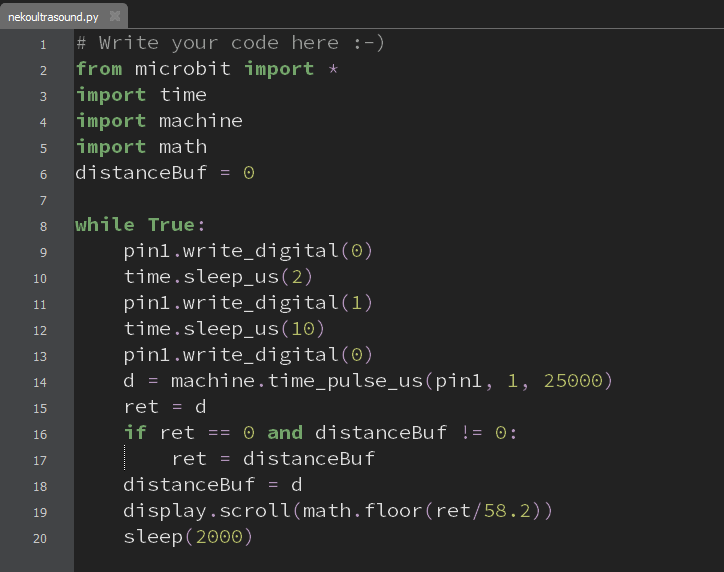 nekoultrasound.py
1 # Write your code here :-)
2 from microbit import *
3 import time
4 import machine
5 import math
6 distanceBuf = 0
7
8 while True:
9     pin1.write_digital(0)
10     time.sleep_us(2)
11     pin1.write_digital(1)
12     time.sleep_us(10)
13     pin1.write_digital(0)
14     d = machine.time_pulse_us(pin1, 1, 25000)
15     ret = d
16     if ret == 0 and distanceBuf != 0:
17         ret = distanceBuf
18     distanceBuf = d
19     display.scroll(math.floor(ret/58.2))
20     sleep(2000)